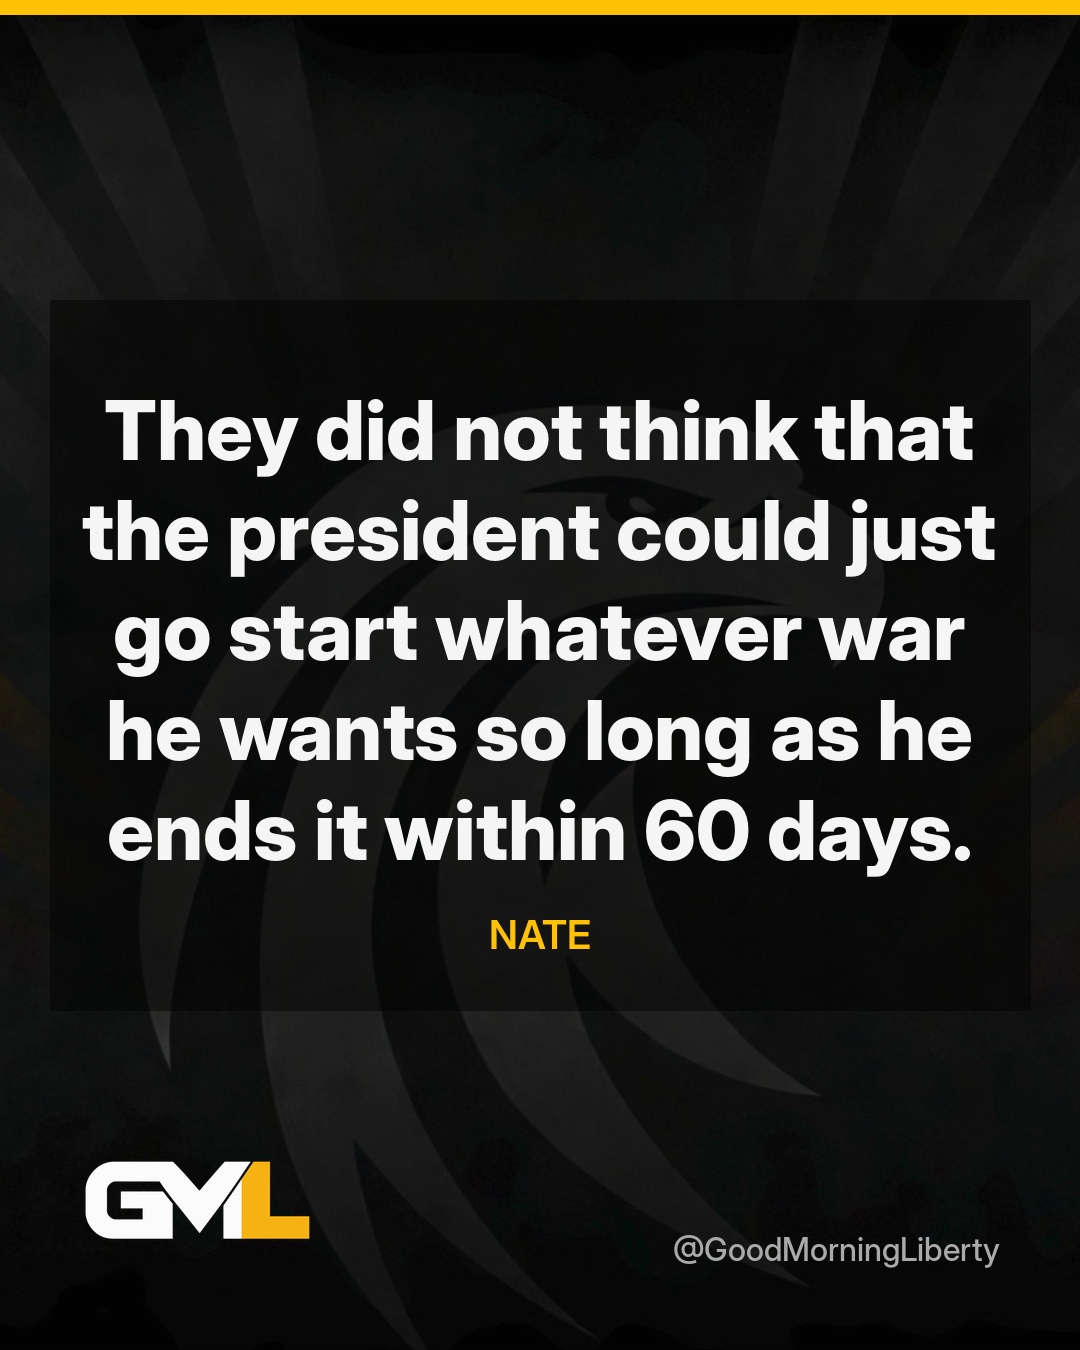 They did not think that
the president could just
go start whatever war
he wants so long as he
ends it within 60 days.
NATE
GML
@GoodMorningLiberty